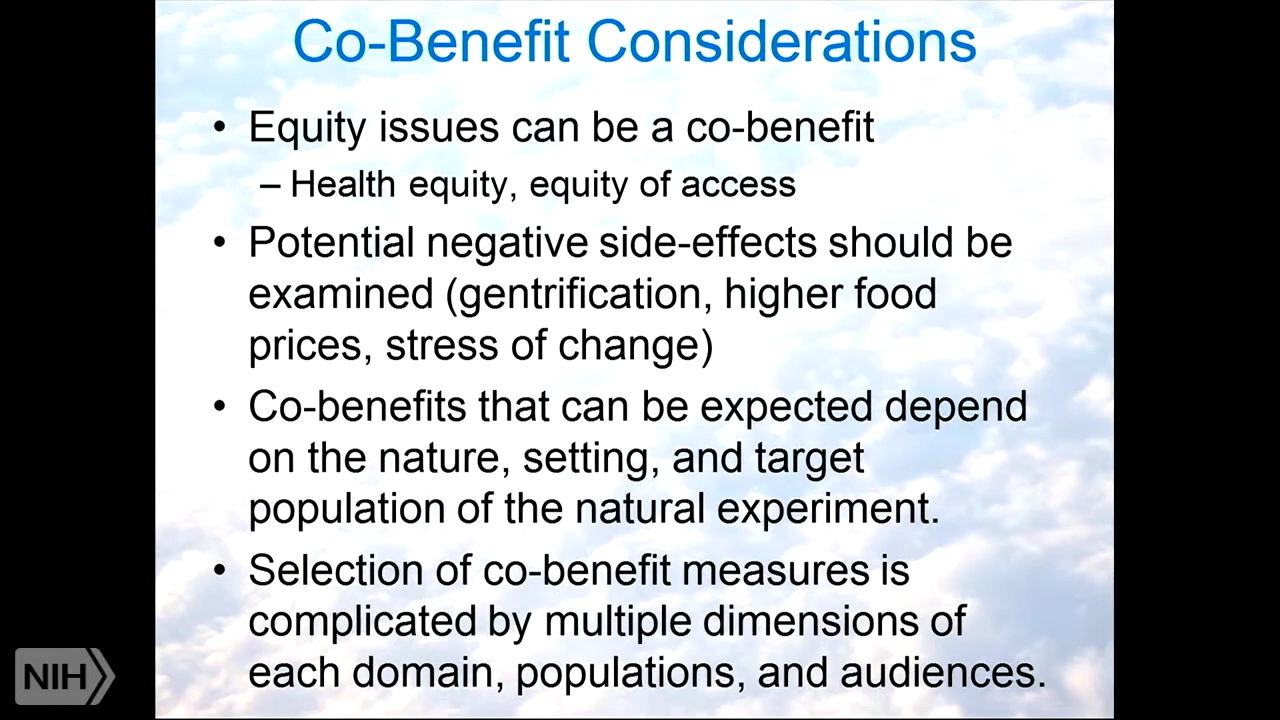 Co-Benefit Considerations
• Equity issues can be a co-benefit
– Health equity, equity of access
• Potential negative side-effects should be
examined (gentrification, higher food
prices, stress of change)
• Co-benefits that can be expected depend
on the nature, setting, and target
population of the natural experiment.
• Selection of co-benefit measures is
complicated by multiple dimensions of
each domain, populations, and audiences.
NIH